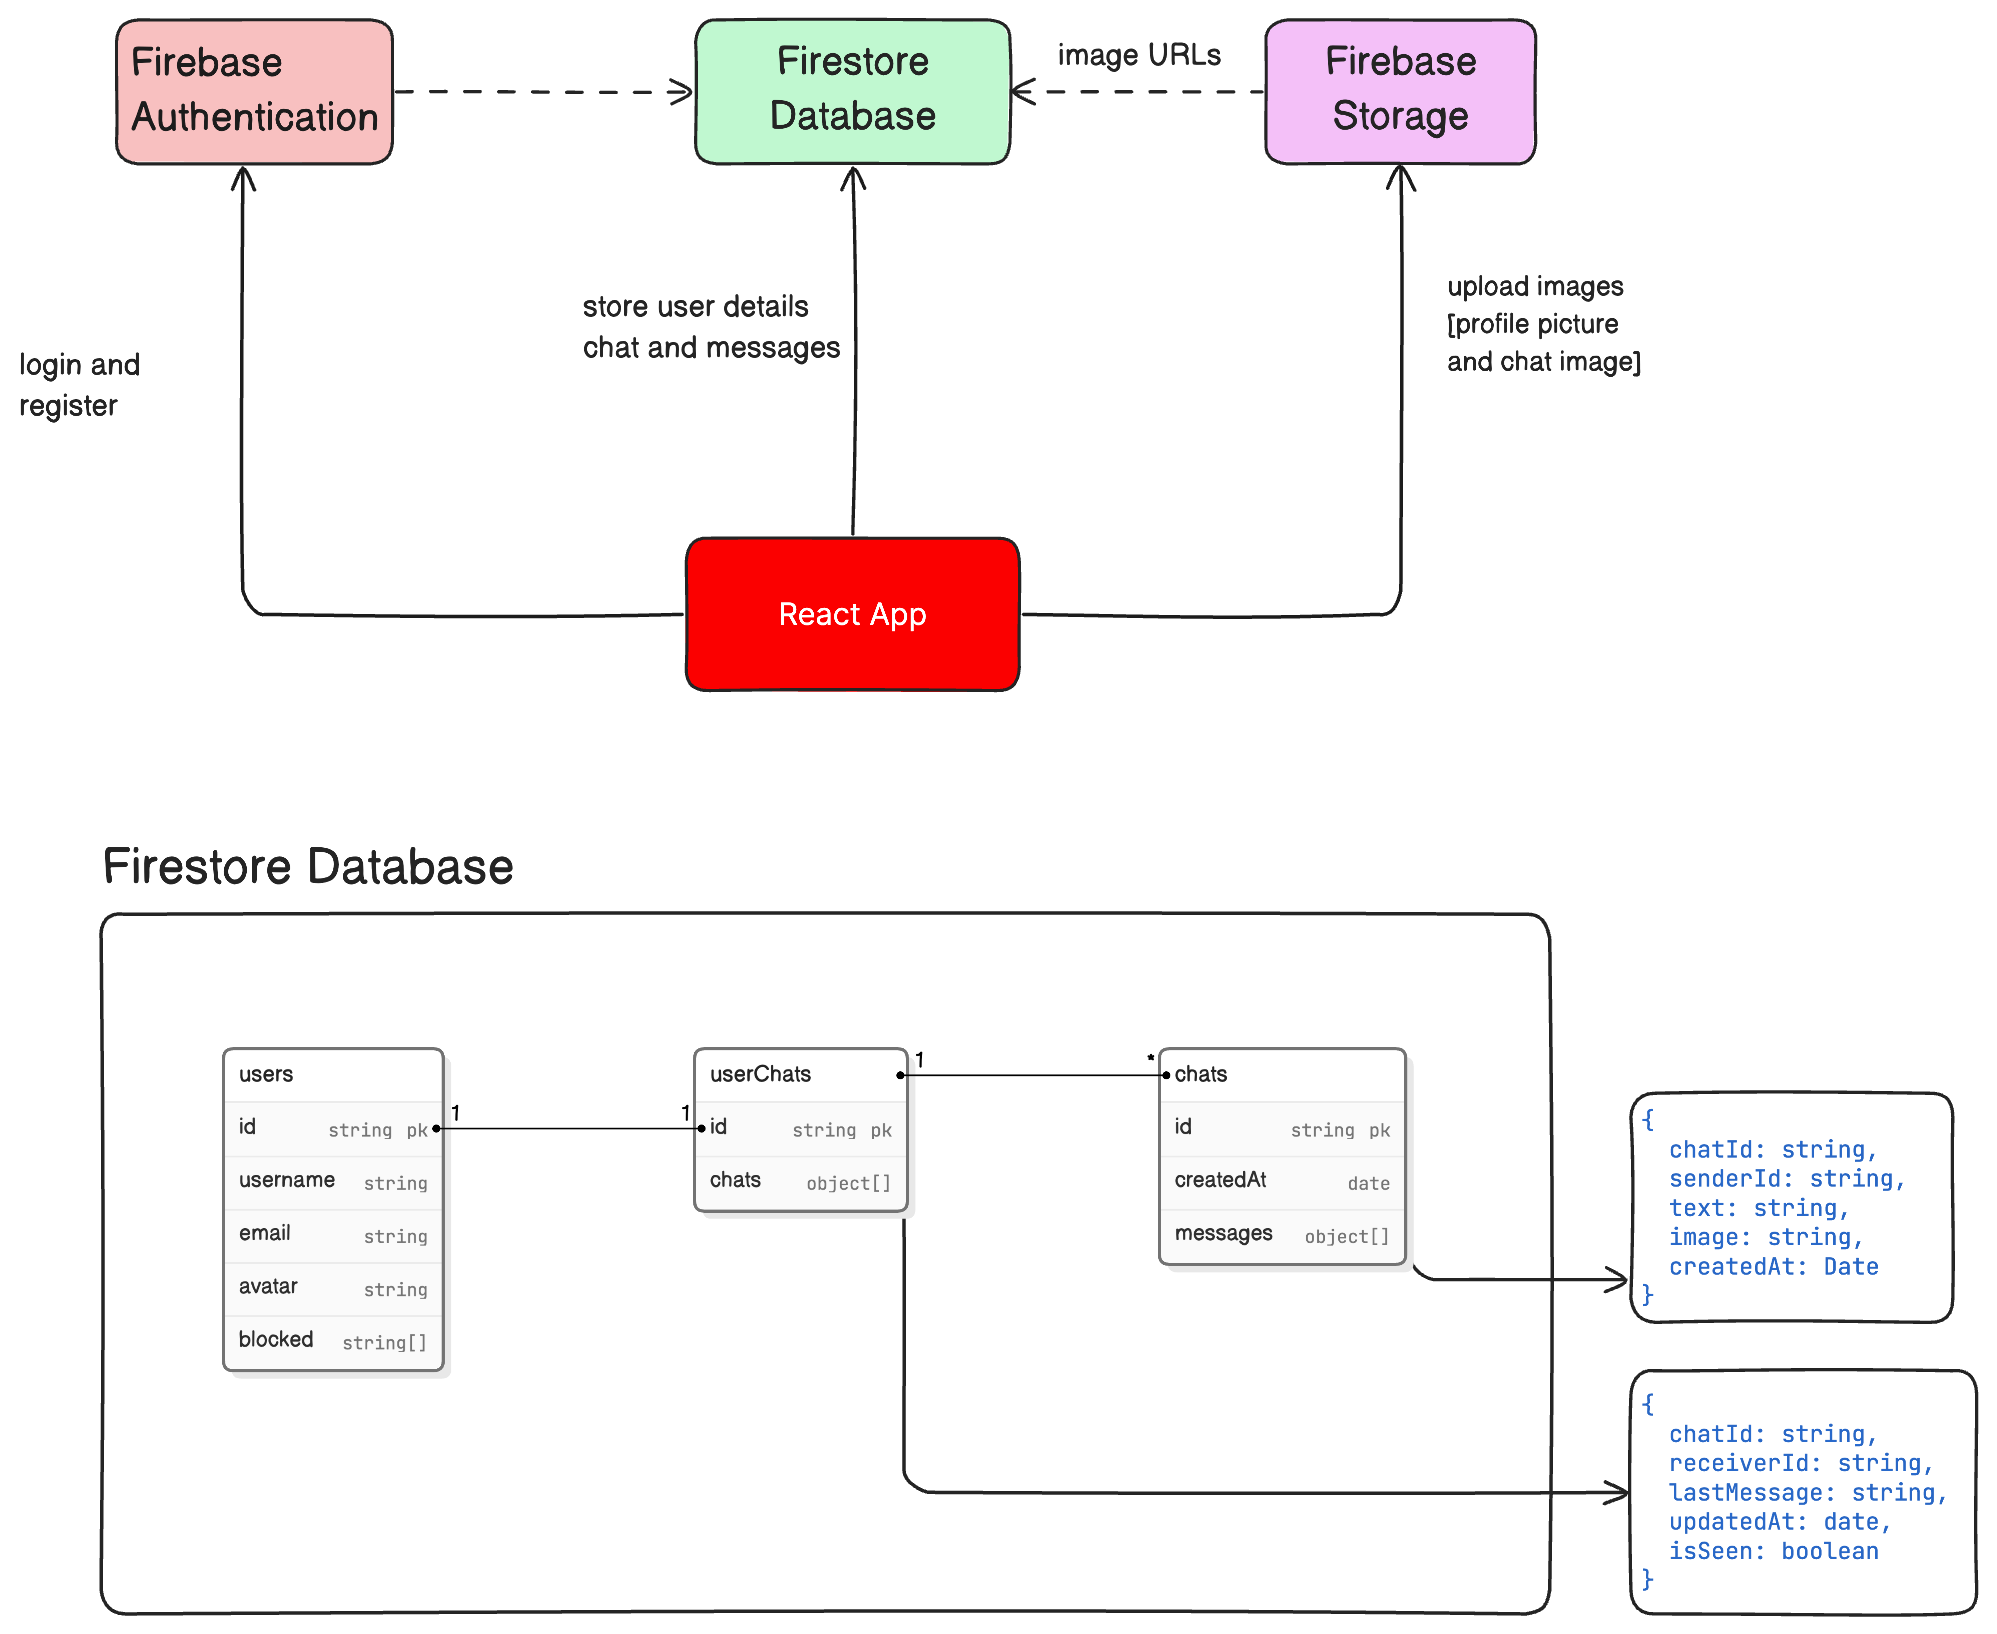 Firebase
Authentication
Firestore
Database
image URLs
Firebase
Storage
login and
register
store user details
chat and messages
upload images
[profile picture
and chat image]
React App
Firestore Database
users
id string pk
username string
email string
avatar string
blocked string[]
1
1
userChats
id string pk
chats object[]
1
*
chats
id string pk
createdAt date
messages object[]
{
chatId: string,
senderId: string,
text: string,
image: string,
createdAt: Date
}
{
chatId: string,
receiverId: string,
lastMessage: string,
updatedAt: date,
isSeen: boolean
}